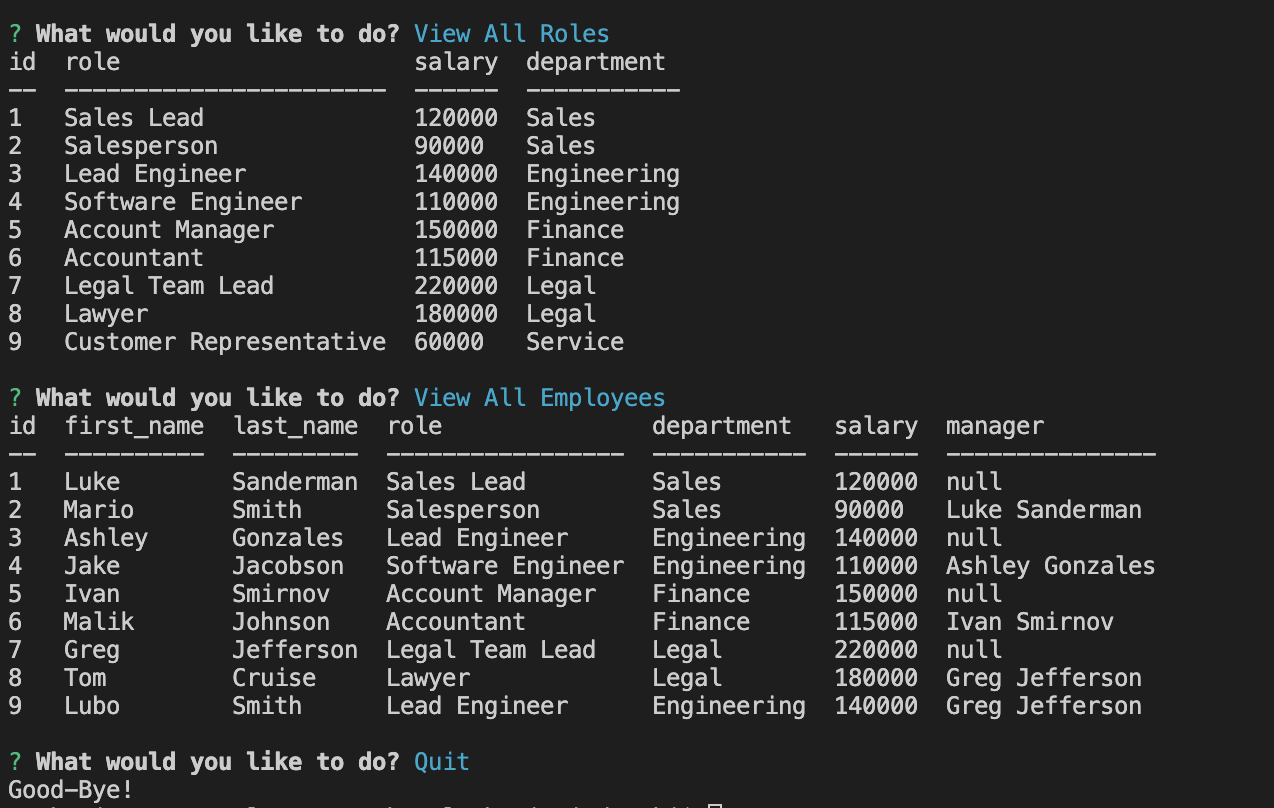 ? What would you like to do? View All Roles
id  role                     salary  department
--  -----------------------  ------  -----------
1   Sales Lead               120000  Sales
2   Salesperson              90000   Sales
3   Lead Engineer            140000  Engineering
4   Software Engineer        110000  Engineering
5   Account Manager          150000  Finance
6   Accountant               115000  Finance
7   Legal Team Lead          220000  Legal
8   Lawyer                   180000  Legal
9   Customer Representative  60000   Service
? What would you like to do? View All Employees
id  first_name  last_name  role               department   salary  manager
--  ----------  ---------  -----------------  -----------  ------  ---------------
1   Luke        Sanderman  Sales Lead         Sales        120000  null
2   Mario       Smith      Salesperson        Sales        90000   Luke Sanderman
3   Ashley      Gonzales   Lead Engineer      Engineering  140000  null
4   Jake        Jacobson   Software Engineer  Engineering  110000  Ashley Gonzales
5   Ivan        Smirnov    Account Manager    Finance      150000  null
6   Malik       Johnson    Accountant         Finance      115000  Ivan Smirnov
7   Greg        Jefferson  Legal Team Lead    Legal        220000  null
8   Tom         Cruise     Lawyer             Legal        180000  Greg Jefferson
9   Lubo        Smith      Lead Engineer      Engineering  140000  Greg Jefferson
? What would you like to do? Quit
Good-Bye!